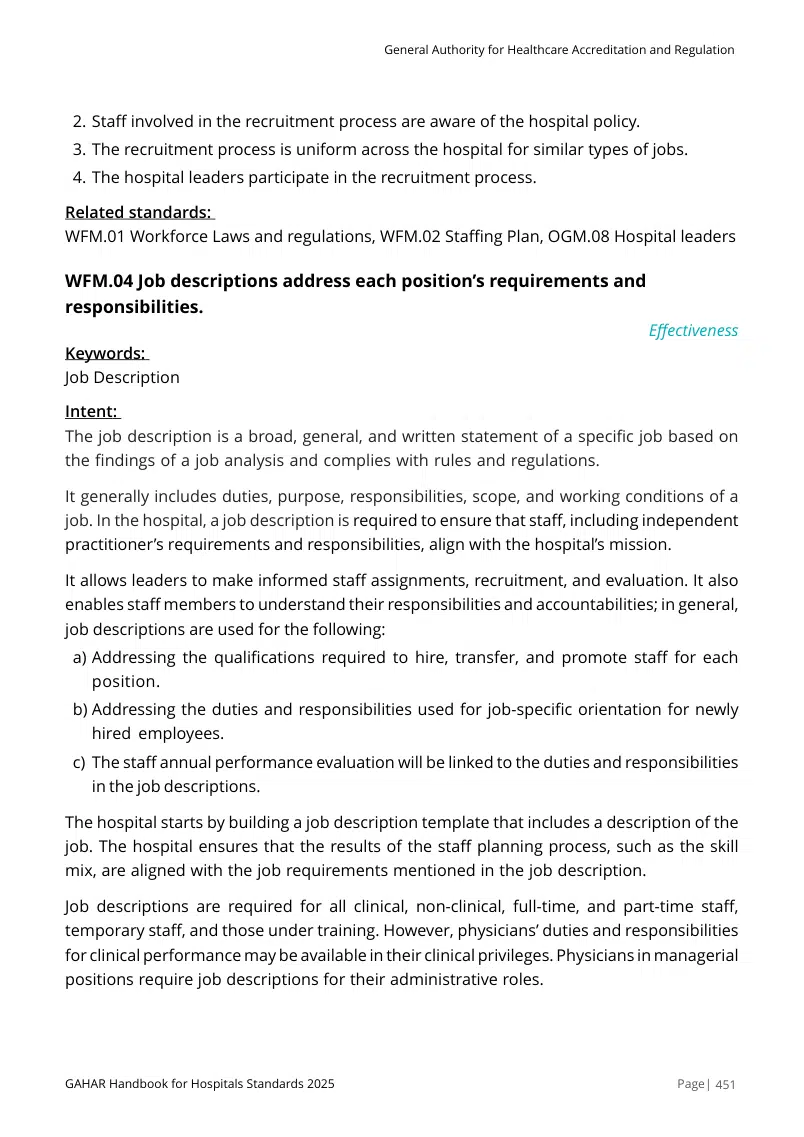 General Authority for Healthcare Accreditation and Regulation
2. Staff involved in the recruitment process are aware of the hospital policy.
3. The recruitment process is uniform across the hospital for similar types of jobs.
4. The hospital leaders participate in the recruitment process.
Related standards:
WFM.01 Workforce Laws and regulations, WFM.02 Staffing Plan, OGM.08 Hospital leaders
WFM.04 Job descriptions address each position’s requirements and
responsibilities.
Effectiveness
Keywords:
Job Description
Intent:
The job description is a broad, general, and written statement of a specific job based on
the findings of a job analysis and complies with rules and regulations.
It generally includes duties, purpose, responsibilities, scope, and working conditions of a
job. In the hospital, a job description is required to ensure that staff, including independent
practitioner’s requirements and responsibilities, align with the hospital’s mission.
It allows leaders to make informed staff assignments, recruitment, and evaluation. It also
enables staff members to understand their responsibilities and accountabilities; in general,
job descriptions are used for the following:
a) Addressing the qualifications required to hire, transfer, and promote staff for each
position.
b) Addressing the duties and responsibilities used for job-specific orientation for newly
hired employees.
c) The staff annual performance evaluation will be linked to the duties and responsibilities
in the job descriptions.
The hospital starts by building a job description template that includes a description of the
job. The hospital ensures that the results of the staff planning process, such as the skill
mix, are aligned with the job requirements mentioned in the job description.
Job descriptions are required for all clinical, non-clinical, full-time, and part-time staff,
temporary staff, and those under training. However, physicians’ duties and responsibilities
for clinical performance may be available in their clinical privileges. Physicians in managerial
positions require job descriptions for their administrative roles.
GAHAR Handbook for Hospitals Standards 2025
Page| 451